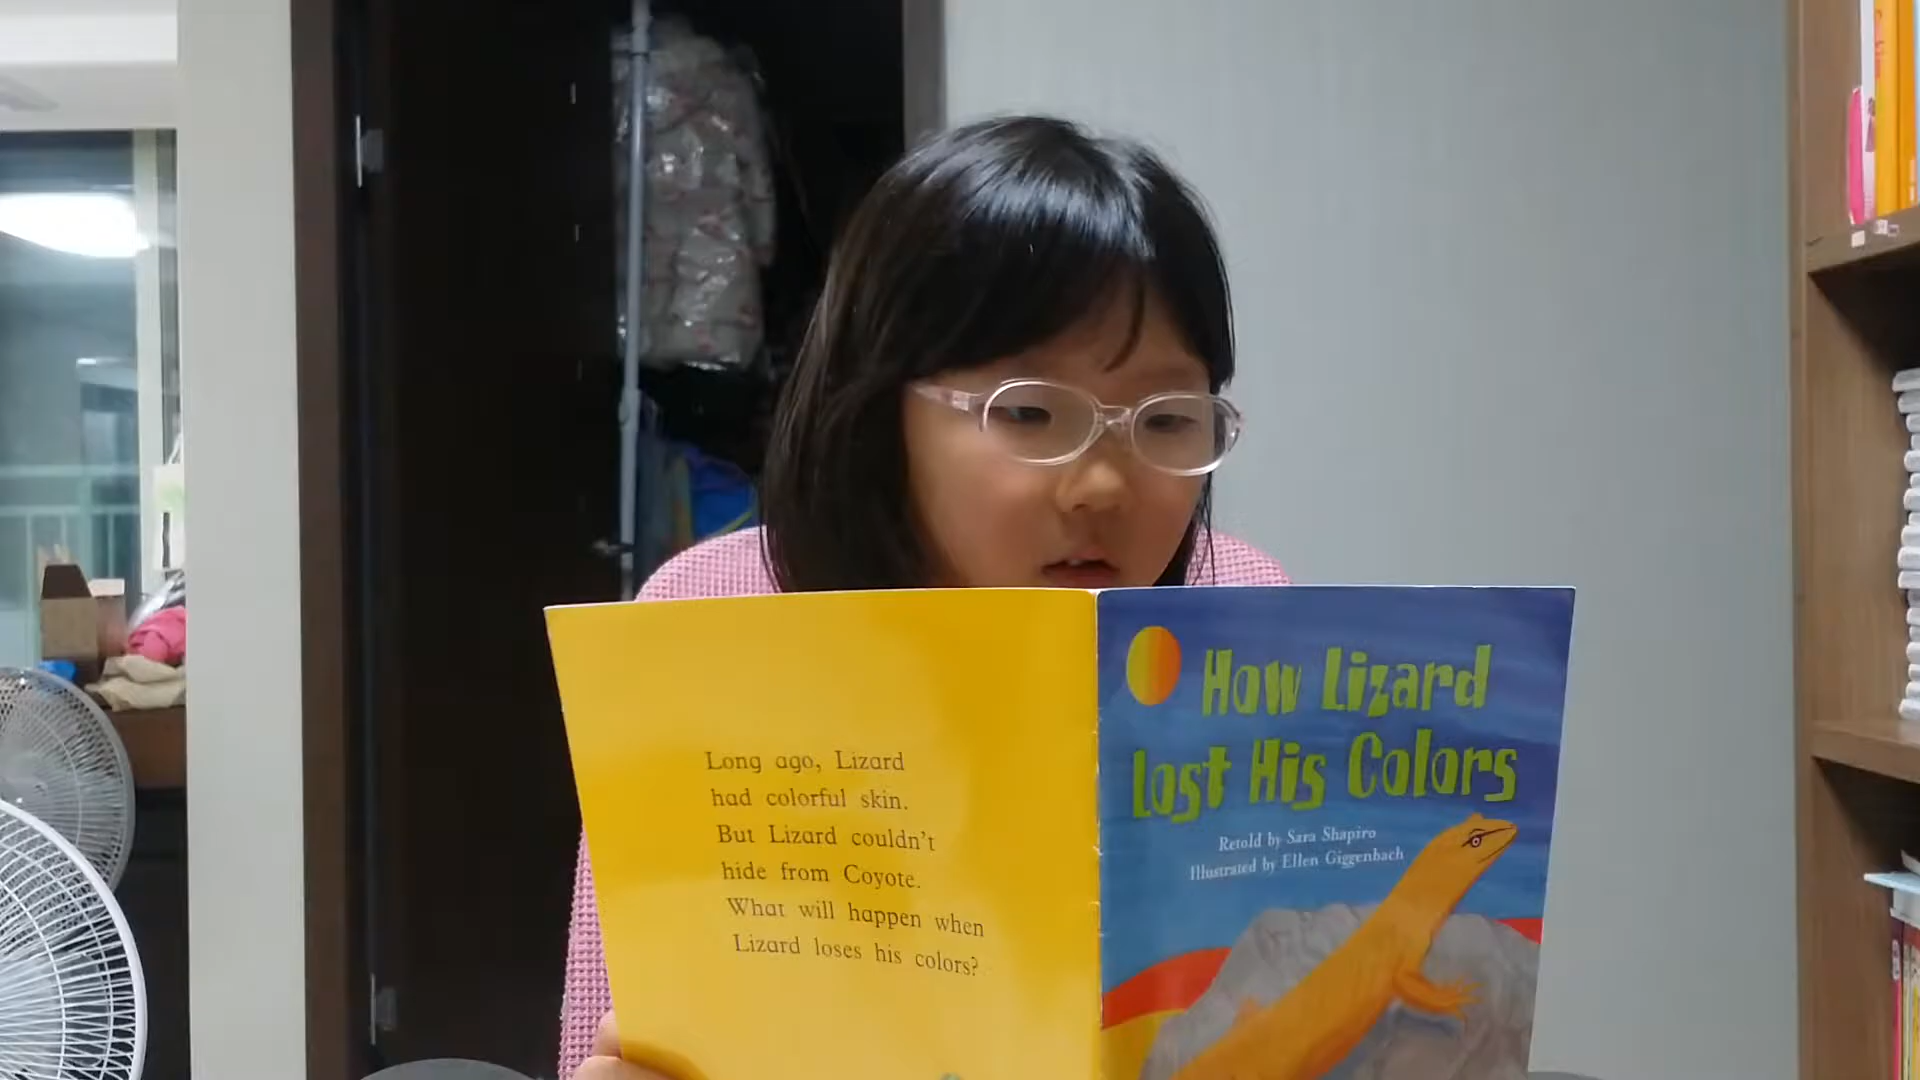 Long ago, Lizard
had colorful skin.
But Lizard couldn't
hide from Coyote.
What will happen when
Lizard loses his colors?
How Lizard
Lost His Colors
Retold by Sara Shapiro
Illustrated by Ellen Giggenbach